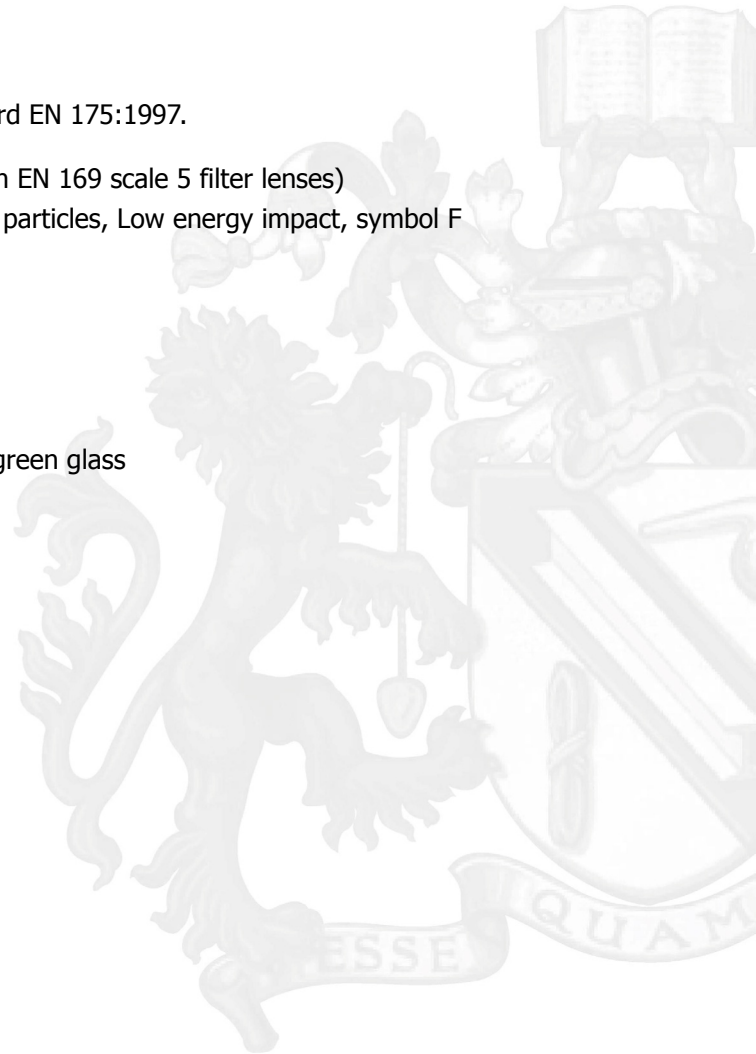 rd EN 175:1997.
n EN 169 scale 5 filter lenses)
particles, Low energy impact, symbol F
green glass
ESSE
QUAM